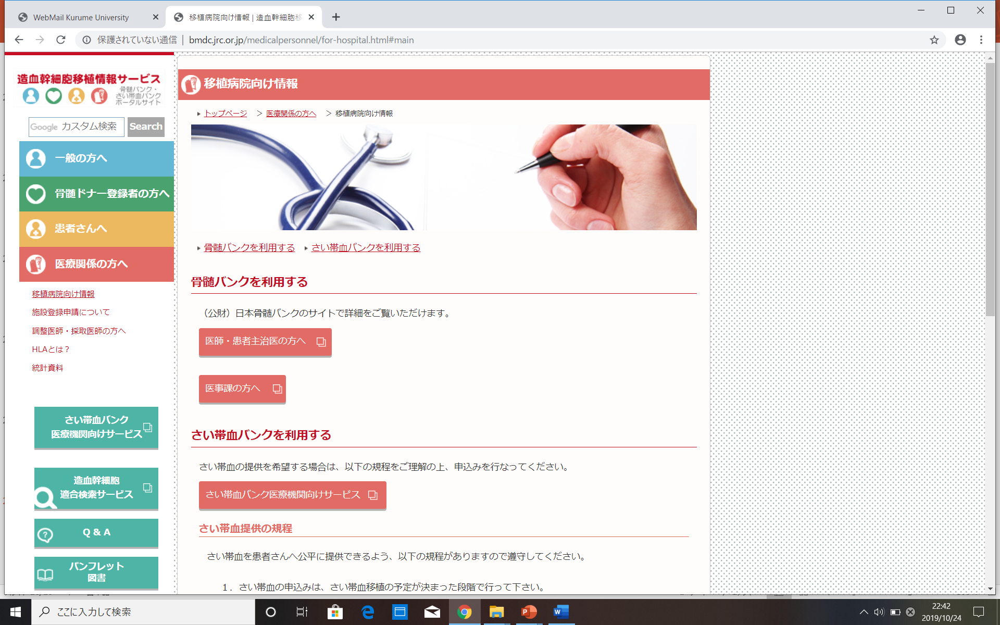 WebMail Kurume University
移植病院向け情報 | 造血幹細胞移
保護されていない通信 | bmdc.jrc.or.jp/medicalpersonnel/for-hospital.html#main
造血幹細胞移植情報サービス
骨髄バンク・
さい帯血バンク
ポータルサイト
Google カスタム検索 Search
一般の方へ
骨髄ドナー登録者の方へ
患者さんへ
医療関係の方へ
移植病院向け情報
施設登録申請について
調整医師・採取医師の方へ
HLAとは？
統計資料
さい帯血バンク
医療機関向けサービス
造血幹細胞
適合検索サービス
Q & A
パンフレット
図書
移植病院向け情報
トップページ ＞ 医療関係の方へ ＞ 移植病院向け情報
骨髄バンクを利用する さい帯血バンクを利用する
骨髄バンクを利用する
（公財）日本骨髄バンクのサイトで詳細をご覧いただけます。
医師・患者主治医の方へ
医事課の方へ
さい帯血バンクを利用する
さい帯血の提供を希望する場合は、以下の規程をご理解の上、申込みを行なってください。
さい帯血バンク医療機関向けサービス
さい帯血提供の規程
さい帯血を患者さんへ公平に提供できるよう、以下の規程がありますので遵守してください。
1．さい帯血の申込みは、さい帯血移植の予定が決まった段階で行って下さい。
ここに入力して検索
22:42
2019/10/24